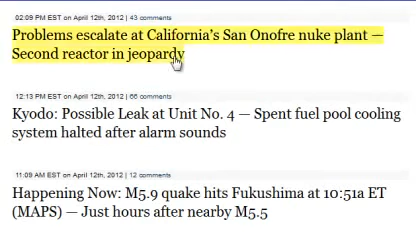 02:09 PM EST on April 12th, 2012 | 43 comments
Problems escalate at California’s San Onofre nuke plant —
Second reactor in jeopardy
12:13 PM EST on April 12th, 2012 | 66 comments
Kyodo: Possible Leak at Unit No. 4 — Spent fuel pool cooling
system halted after alarm sounds
11:09 AM EST on April 12th, 2012 | 12 comments
Happening Now: M5.9 quake hits Fukushima at 10:51a ET
(MAPS) — Just hours after nearby M5.5